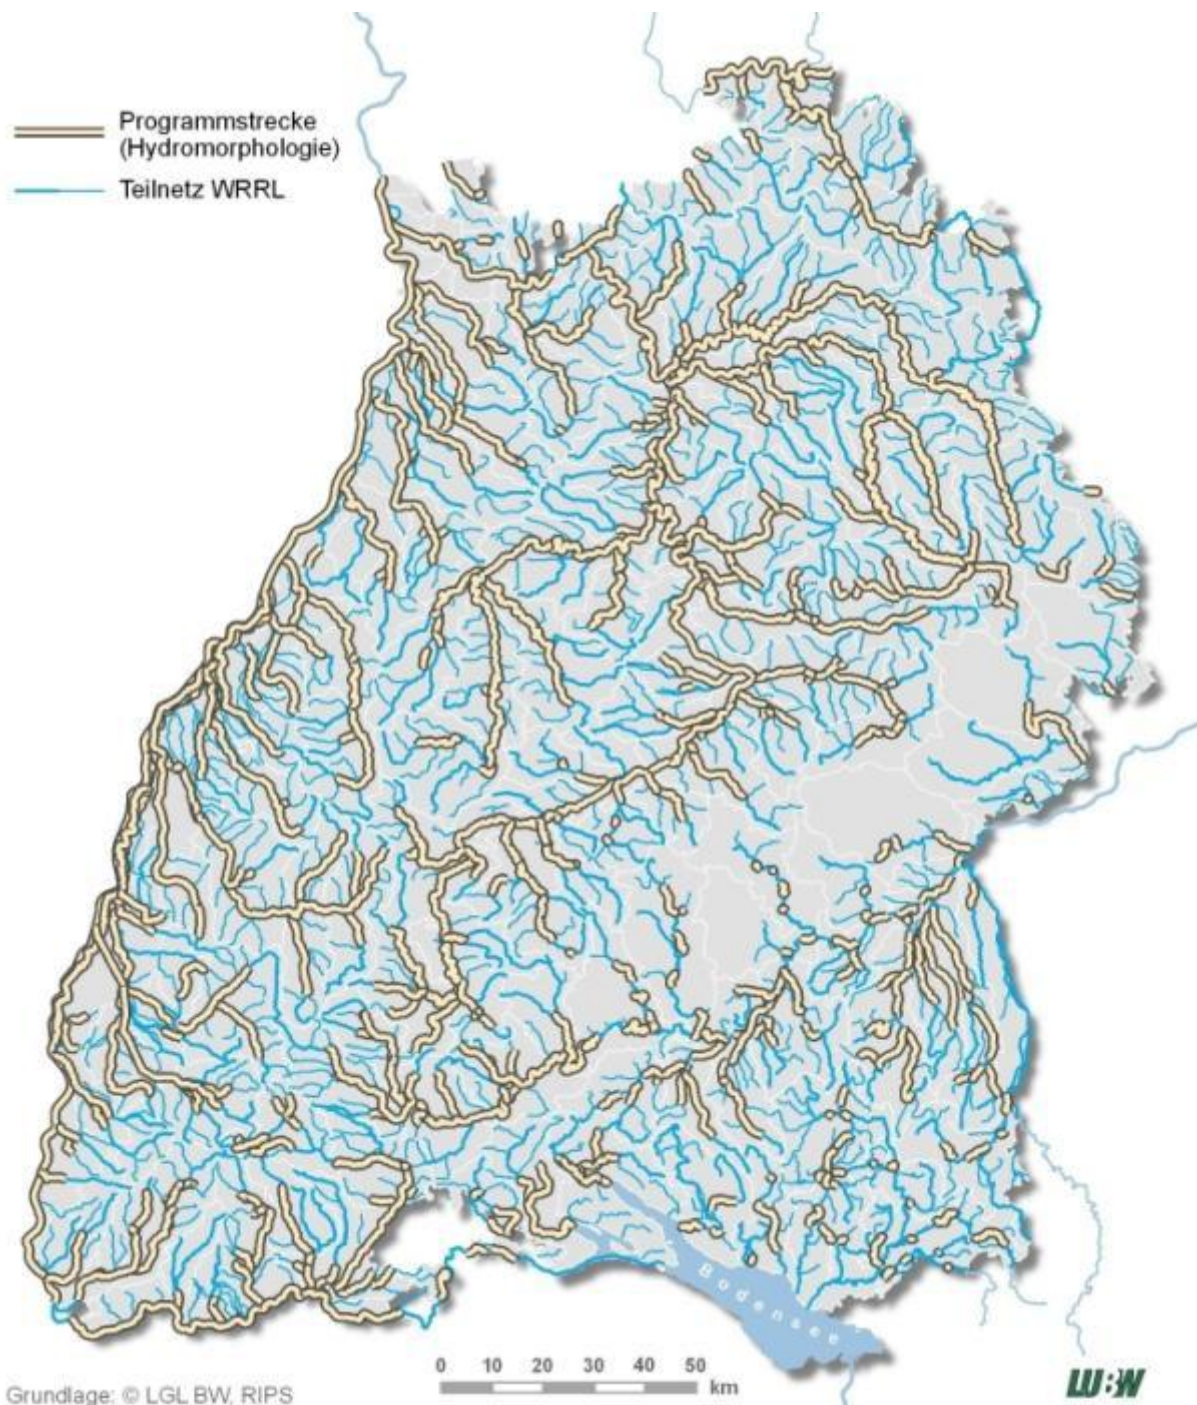 Programmstrecke
(Hydromorphologie)
Teilnetz WRRL
Bodensee
0 10 20 30 40 50
km
Grundlage: © LGL BW, RIPS
LUBW